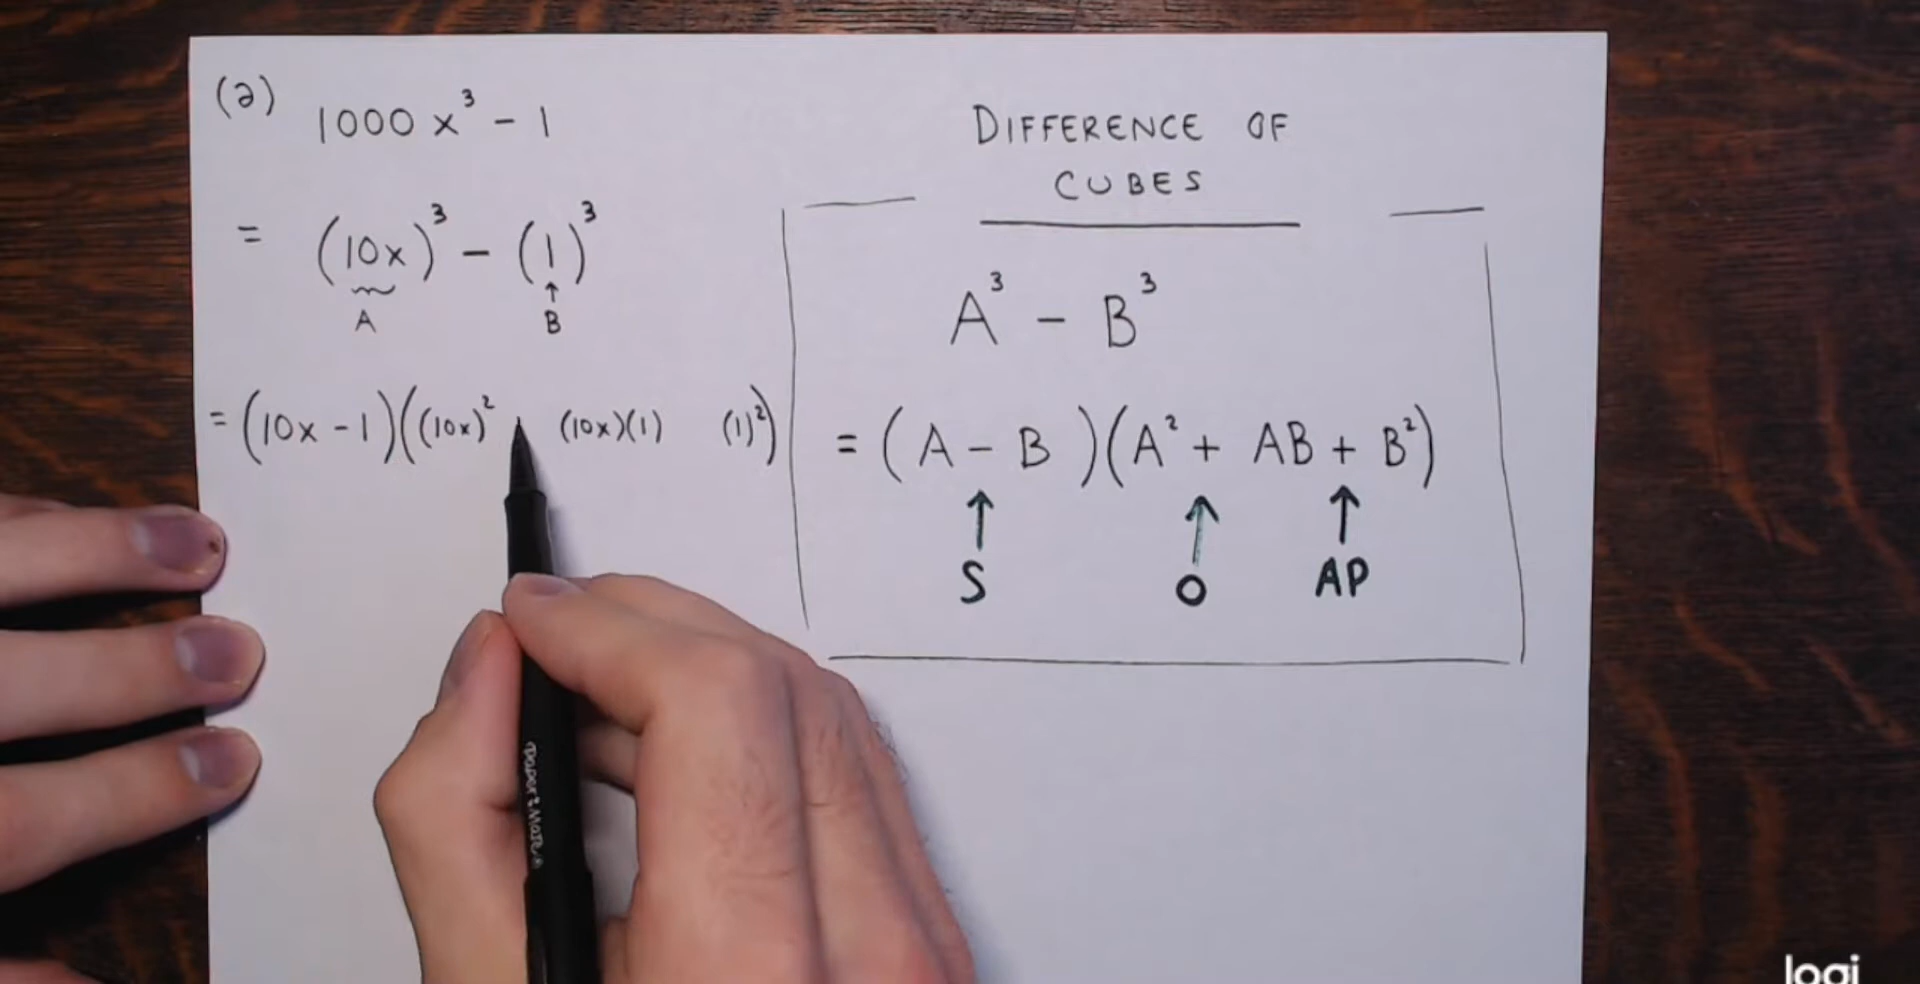 (a) 1000x³ - 1
= (10x)³ - (1)³
A B
= (10x - 1)((10x)² (10x)(1) (1)²)
DIFFERENCE OF
CUBES
A³ - B³
= (A - B)(A² + AB + B²)
↑ ↑ ↑
S O AP
PaperMate
logi